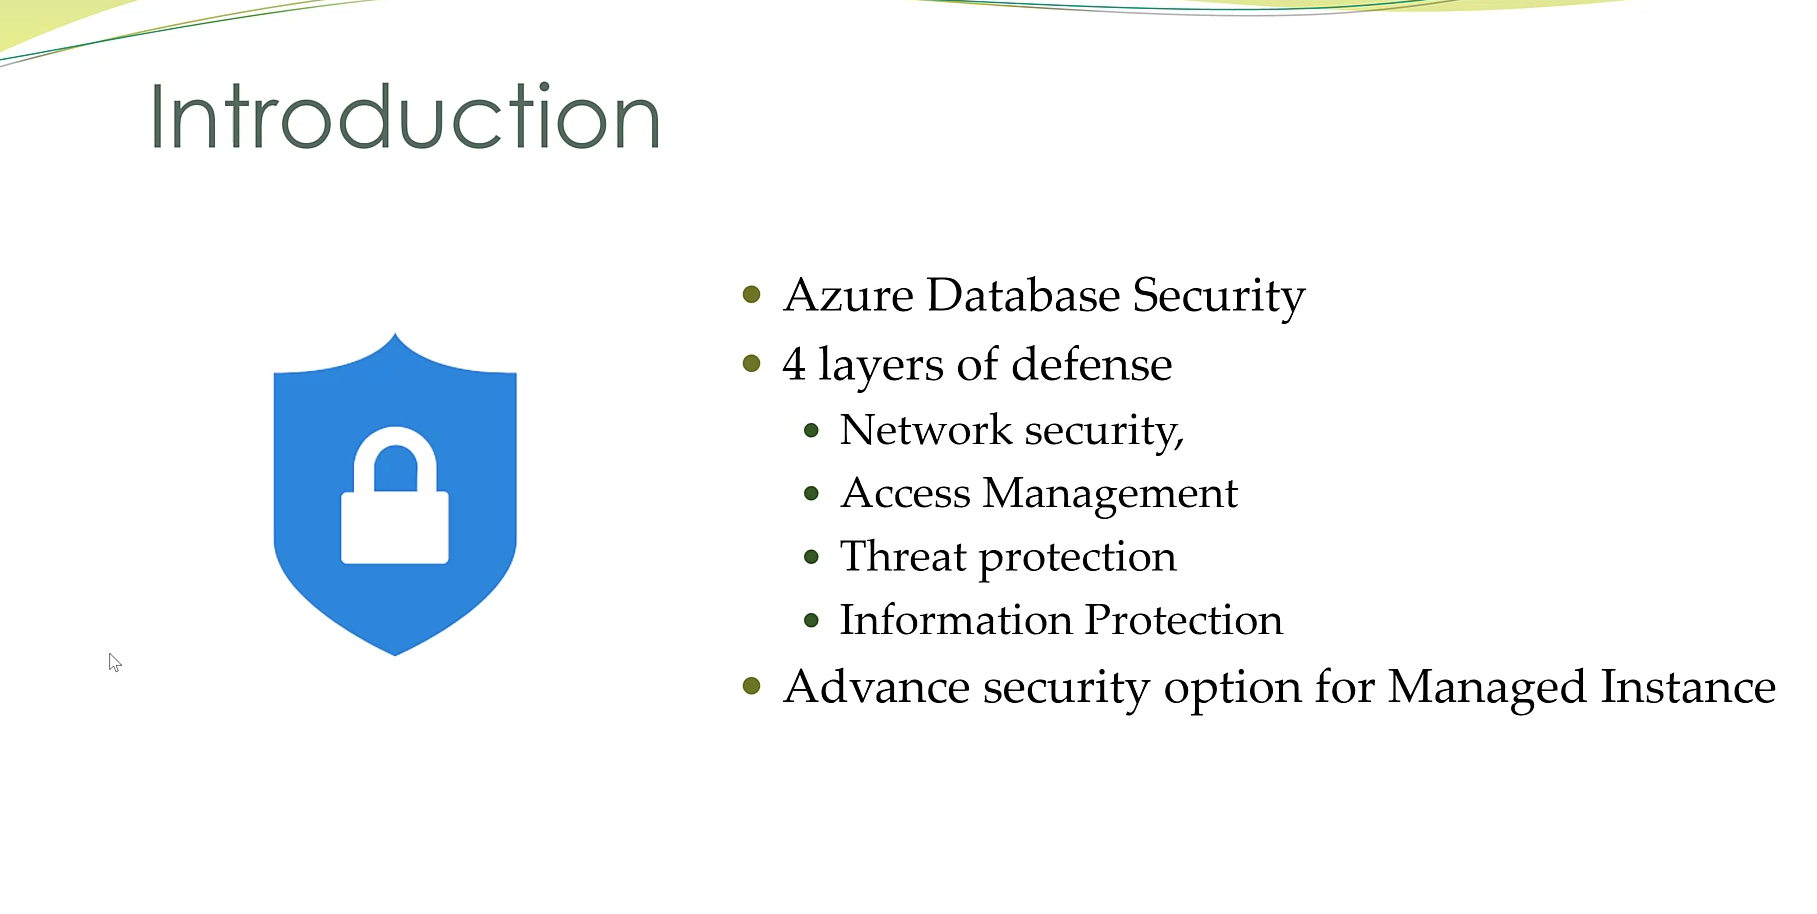 Introduction
Azure Database Security
4 layers of defense
Network security,
Access Management
Threat protection
Information Protection
Advance security option for Managed Instance